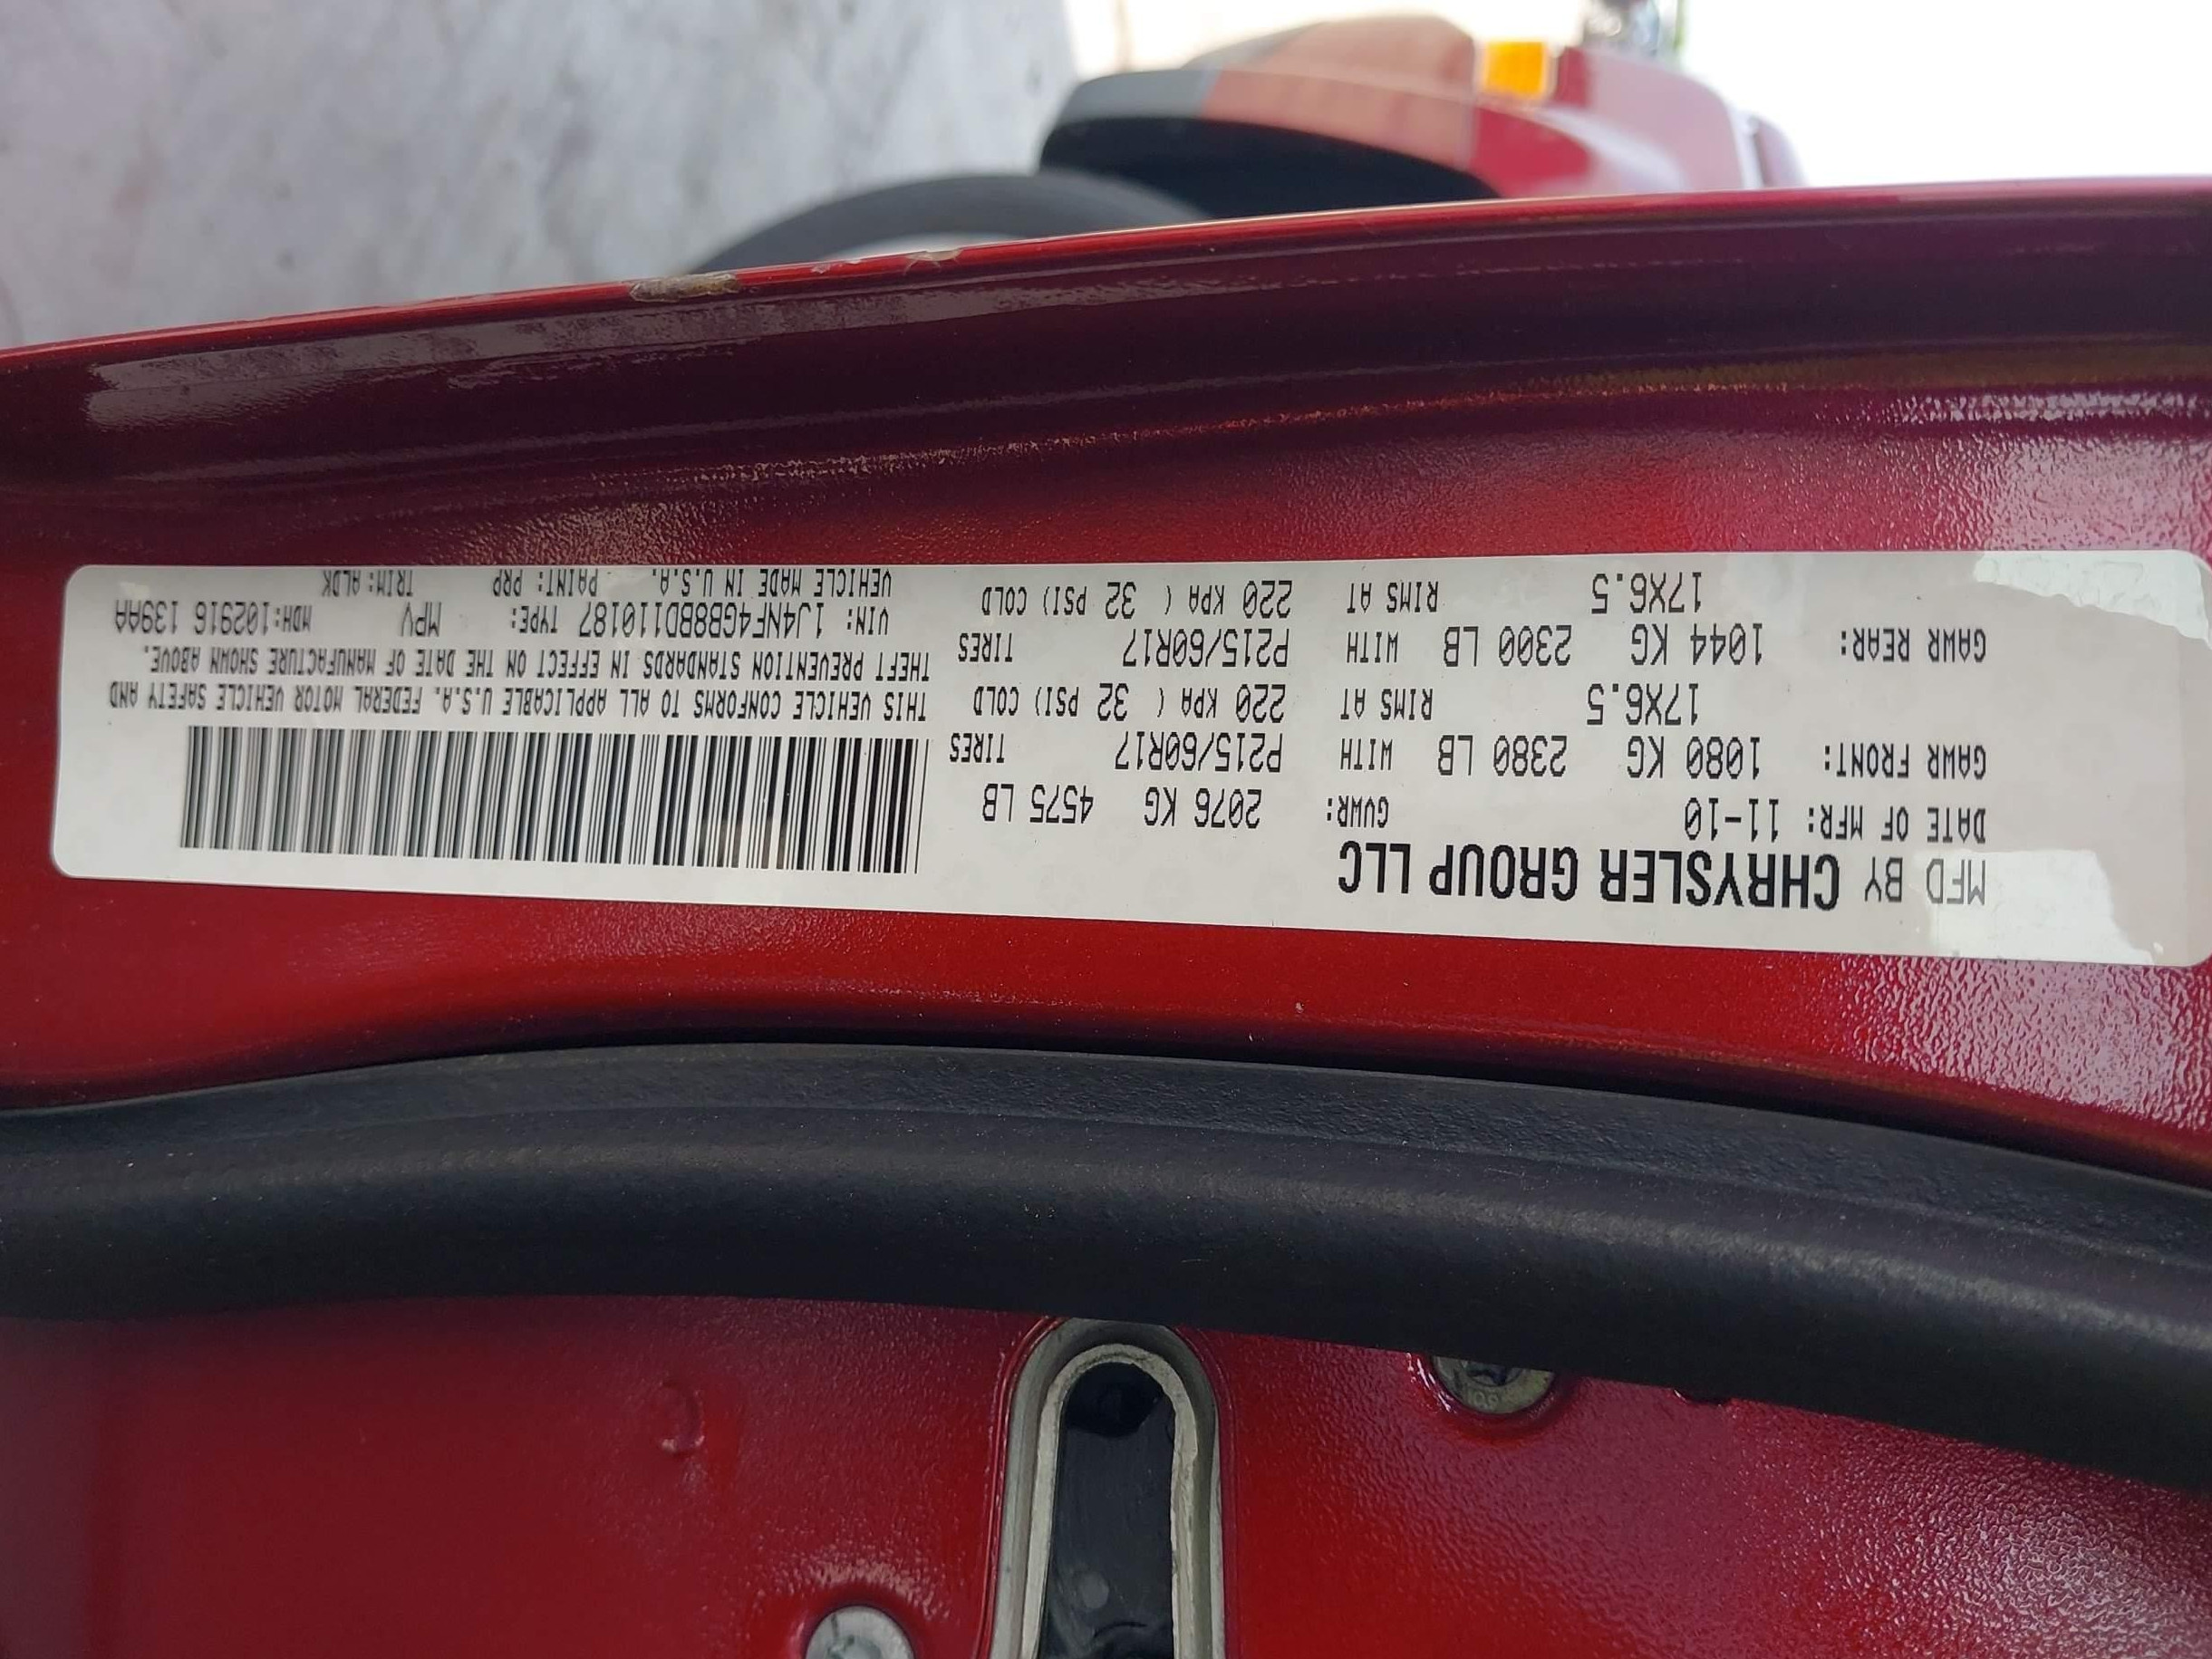 MFD BY CHRYSLER GROUP LLC
DATE OF MFR: 11-10 GVWR: 2076 KG 4575 LB
GAWR FRONT: 1080 KG 2380 LB WITH P215/60R17 TIRES
17X6.5 RIMS AT 220 KPA ( 32 PSI) COLD
GAWR REAR: 1044 KG 2300 LB WITH P215/60R17 TIRES
17X6.5 RIMS AT 220 KPA ( 32 PSI) COLD
THIS VEHICLE CONFORMS TO ALL APPLICABLE U.S.A. FEDERAL MOTOR VEHICLE SAFETY AND
THEFT PREVENTION STANDARDS IN EFFECT ON THE DATE OF MANUFACTURE SHOWN ABOVE.
VIN: 1J4NF4GB8BD110187 TYPE: MPV MDH:102916 139AA
VEHICLE MADE IN U.S.A. PAINT: PRP TRIM: ALDK